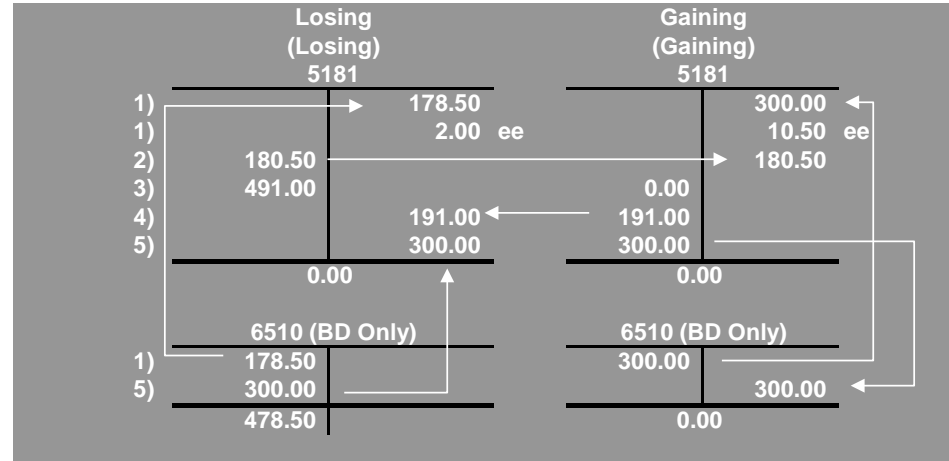 Losing Gaining
(Losing) (Gaining)
5181 5181
1) 178.50 300.00
1) 2.00 ee 10.50 ee
2) 180.50 180.50
3) 491.00 0.00
4) 191.00 191.00
5) 300.00 300.00
0.00 0.00
6510 (BD Only) 6510 (BD Only)
1) 178.50 300.00
5) 300.00 300.00
478.50 0.00